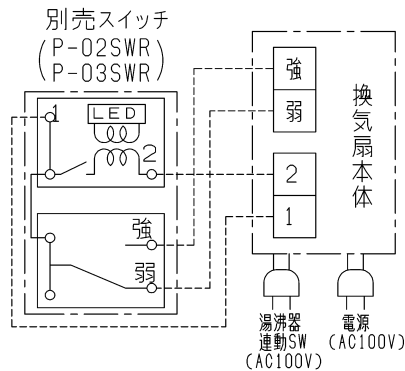 別売スイッチ
(P-02SWR)
(P-03SWR)
1
LED
2
強
弱
強
弱
2
1
換気扇本体
湯沸器
連動SW
(AC100V)
電源
(AC100V)